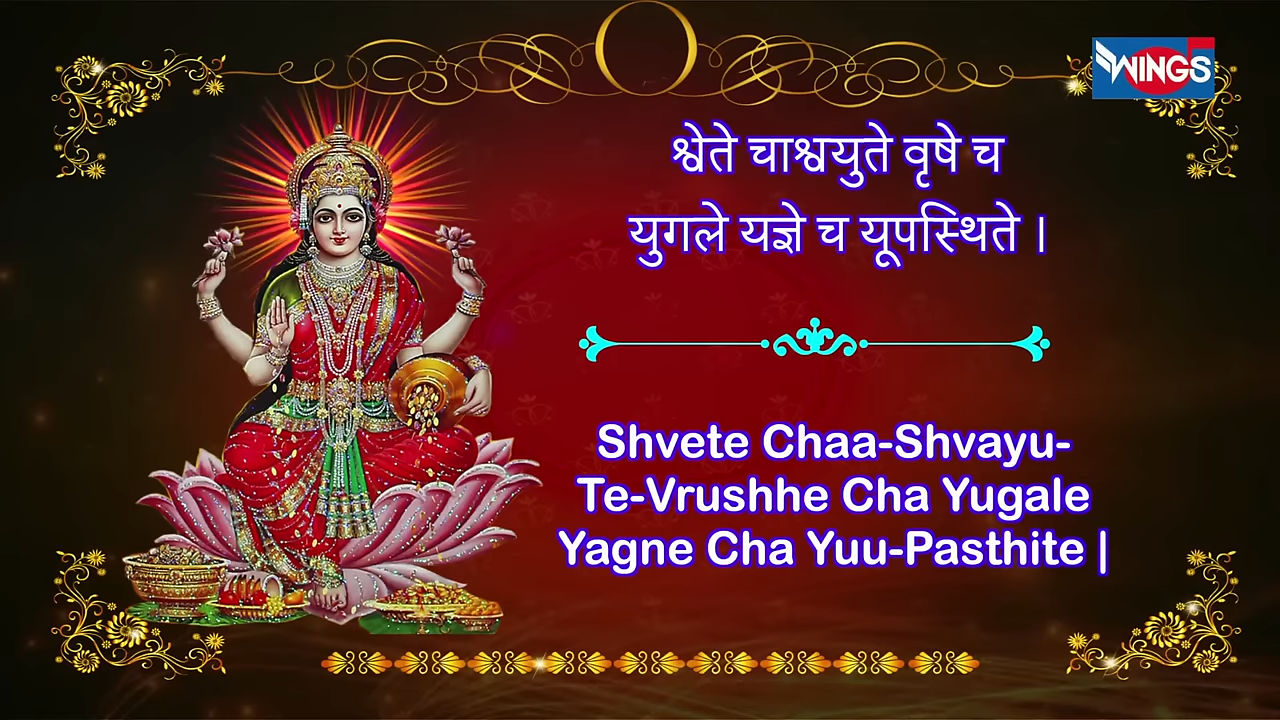 WINGS
श्वेते चाश्वयुते वृषे च
युगले यज्ञे च यूपस्थिते ।
Shvete Chaa-Shvayu-
Te-Vrushhe Cha Yugale
Yagne Cha Yuu-Pasthite |